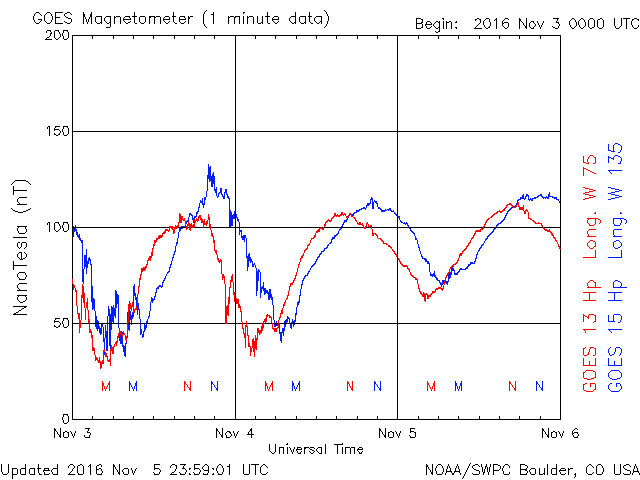 GOES Magnetometer (1 minute data)
Begin: 2016 Nov 3 0000 UTC
200
150
100
50
0
NanoTesla (nT)
M M N N M M N N M M N N
Nov 3 Nov 4 Nov 5 Nov 6
Universal Time
GOES 13 Hp Long. W 75
GOES 15 Hp Long. W 135
Updated 2016 Nov 5 23:59:01 UTC
NOAA/SWPC Boulder, CO USA